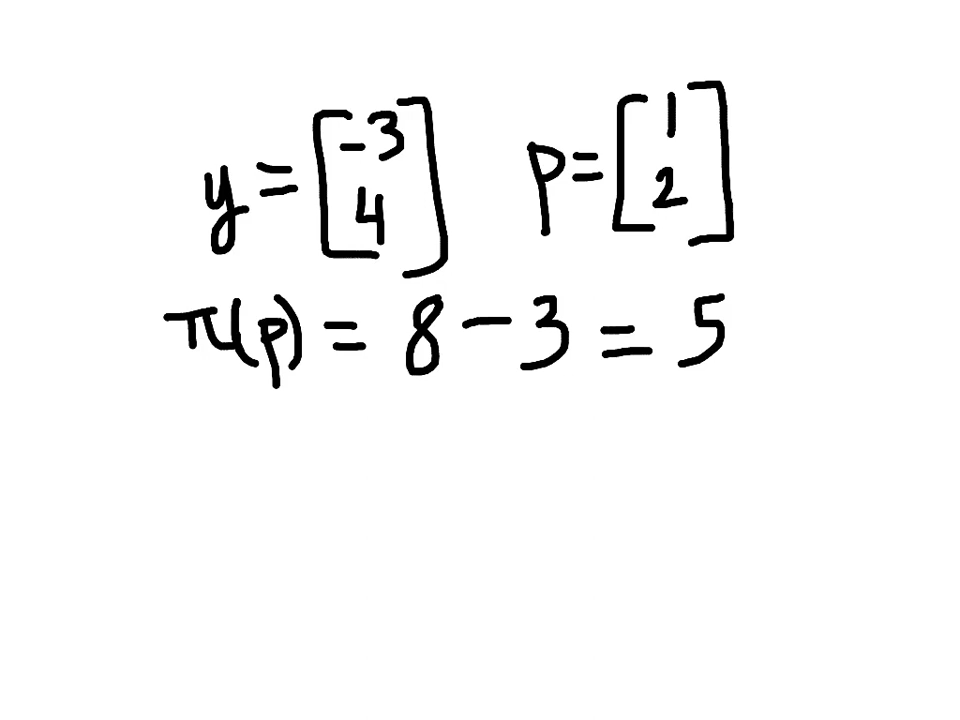 y = [-3 4] p = [1 2]
π(p) = 8 - 3 = 5